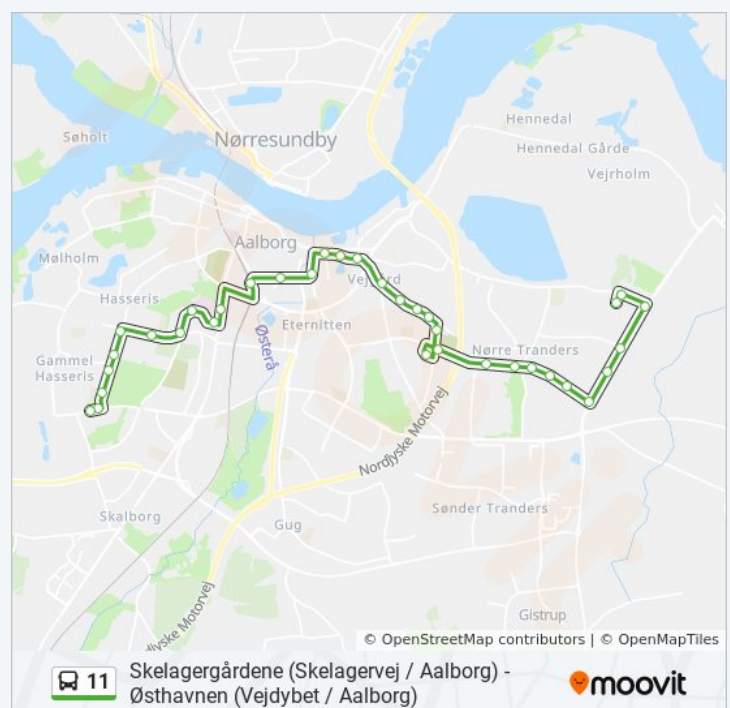 Hennedal
Søholt
Nørresundby
Hennedal Gårde
Vejrholm
Aalborg
Mølholm
Vejgård
Hasseris
Eternitten
Østerå
Nørre Tranders
Gammel
Hasseris
Nordjyske Motorvej
Sønder Tranders
Skalborg
Gug
Gistrup
djyske Motorvej
© OpenStreetMap contributors | © OpenMapTiles
11
Skelagergårdene (Skelagervej / Aalborg) -
Østhavnen (Vejdybet / Aalborg)
moovit